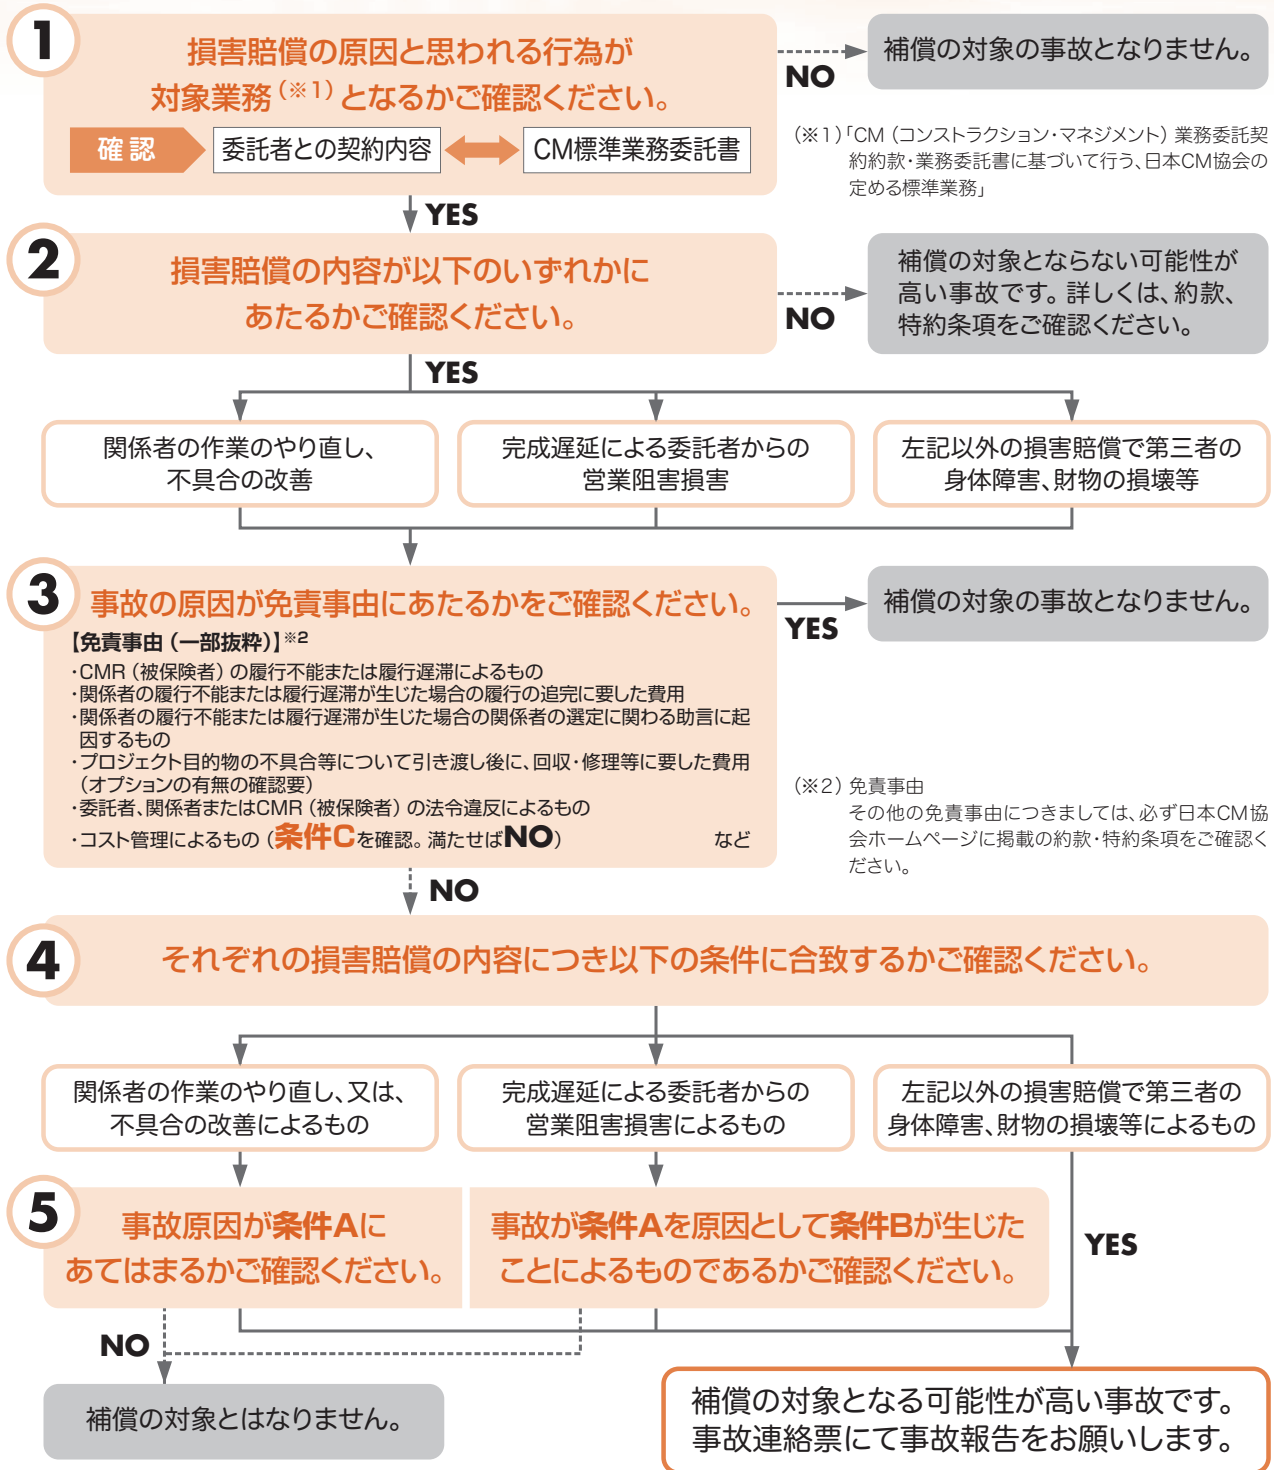 1
損害賠償の原因と思われる行為が
対象業務(※1)となるかご確認ください。
確認
委託者との契約内容
CM標準業務委託書
NO
補償の対象の事故となりません。
(※1)「CM(コンストラクション・マネジメント)業務委託契
約約款・業務委託書に基づいて行う、日本CM協会の
定める標準業務」
YES
2
損害賠償の内容が以下のいずれかに
あたるかご確認ください。
NO
補償の対象とならない可能性が
高い事故です。詳しくは、約款、
特約条項をご確認ください。
YES
関係者の作業のやり直し、
不具合の改善
完成遅延による委託者からの
営業阻害損害
左記以外の損害賠償で第三者の
身体障害、財物の損壊等
3
事故の原因が免責事由にあたるかをご確認ください。
【免責事由(一部抜粋)】※2
・CMR(被保険者)の履行不能または履行遅滞によるもの
・関係者の履行不能または履行遅滞が生じた場合の履行の追完に要した費用
・関係者の履行不能または履行遅滞が生じた場合の関係者の選定に関わる助言に起
因するもの
・プロジェクト目的物の不具合等について引き渡し後に、回収・修理等に要した費用
(オプションの有無の確認要)
・委託者、関係者またはCMR(被保険者)の法令違反によるもの
・コスト管理によるもの(条件Cを確認。満たせばNO) など
YES
補償の対象の事故となりません。
(※2)免責事由
その他の免責事由につきましては、必ず日本CM協
会ホームページに掲載の約款・特約条項をご確認く
ださい。
NO
4
それぞれの損害賠償の内容につき以下の条件に合致するかご確認ください。
関係者の作業のやり直し、又は、
不具合の改善によるもの
完成遅延による委託者からの
営業阻害損害によるもの
左記以外の損害賠償で第三者の
身体障害、財物の損壊等によるもの
5
事故原因が条件Aに
あてはまるかご確認ください。
事故が条件Aを原因として条件Bが生じた
ことによるものであるかご確認ください。
YES
NO
補償の対象とはなりません。
補償の対象となる可能性が高い事故です。
事故連絡票にて事故報告をお願いします。